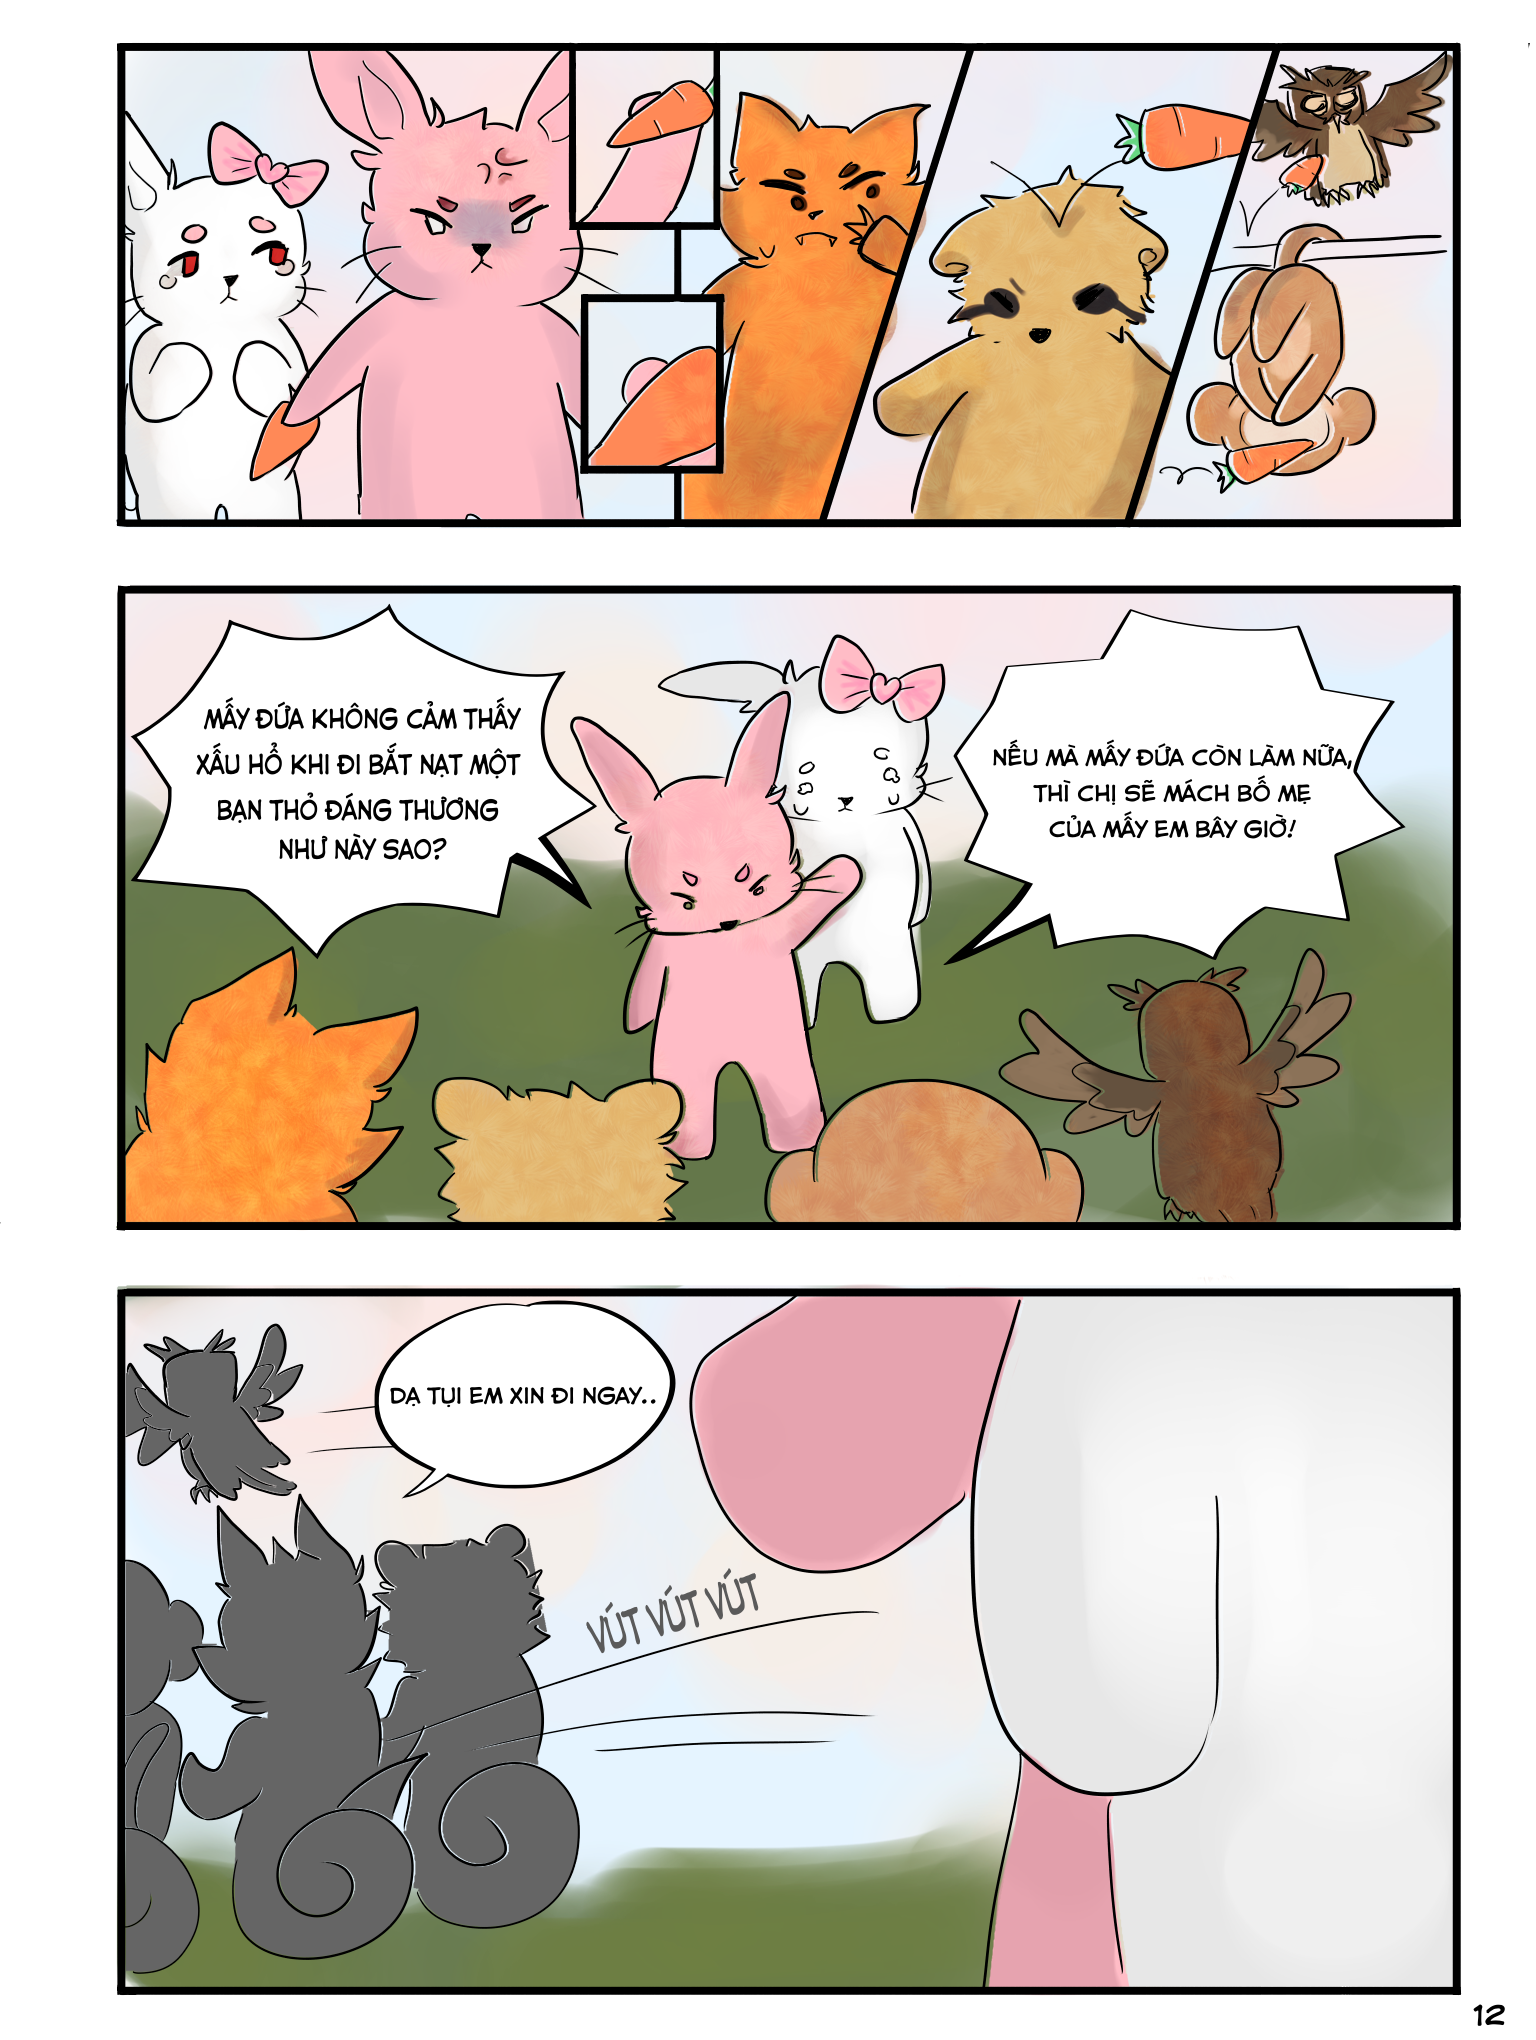 MẤY ĐỨA KHÔNG CẢM THẤY
XẤU HỔ KHI ĐI BẮT NẠT MỘT
BẠN THỎ ĐÁNG THƯƠNG
NHƯ NÀY SAO?
NẾU MÀ MẤY ĐỨA CÒN LÀM NỮA,
THÌ CHỊ SẼ MÁCH BỐ MẸ
CỦA MẤY EM BÂY GIỜ!
DẠ TỤI EM XIN ĐI NGAY..
VÚT VÚT VÚT
12